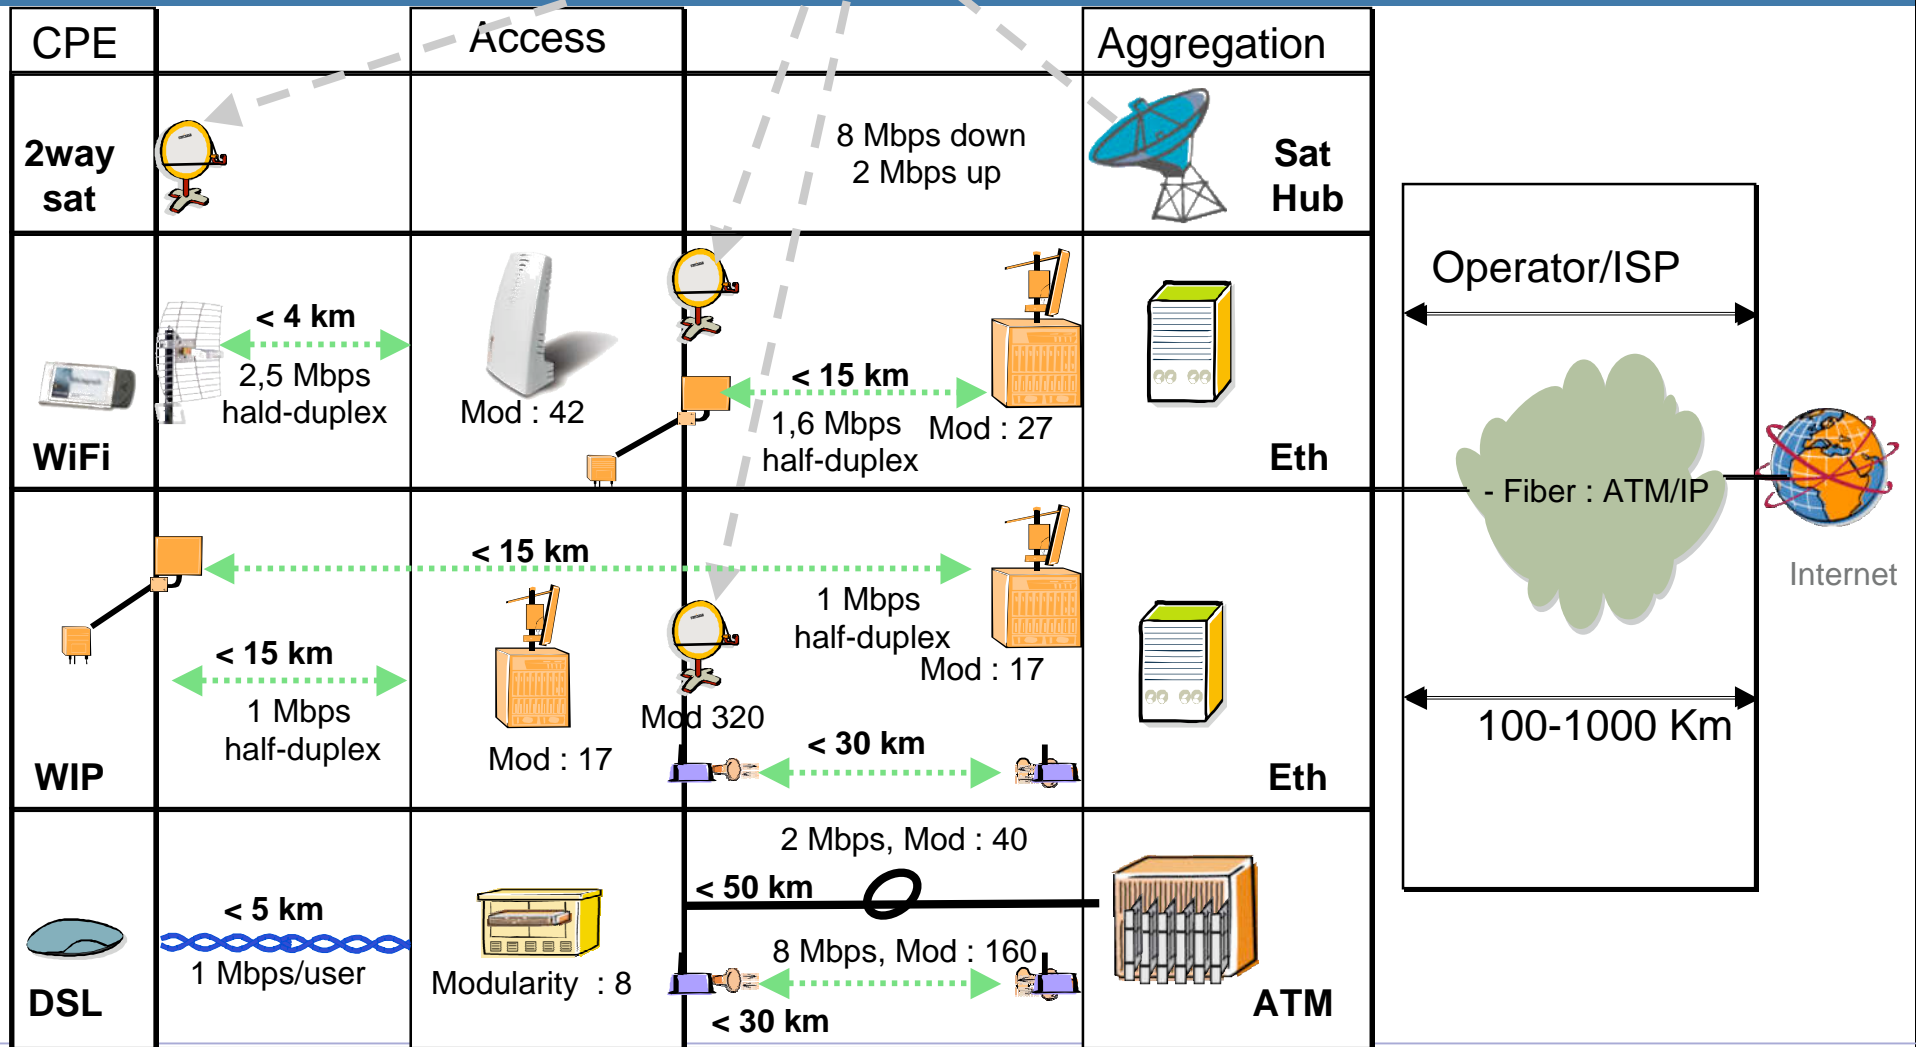 CPE
Access
Aggregation
2way
sat
8 Mbps down
2 Mbps up
Sat
Hub
< 4 km
2,5 Mbps
hald-duplex
Mod : 42
< 15 km
1,6 Mbps
half-duplex
Mod : 27
WiFi
Eth
< 15 km
1 Mbps
half-duplex
Mod : 17
< 15 km
1 Mbps
half-duplex
Mod : 17
Mod 320
< 30 km
WIP
Eth
2 Mbps, Mod : 40
< 50 km
< 5 km
1 Mbps/user
Modularity : 8
8 Mbps, Mod : 160
< 30 km
DSL
ATM
Operator/ISP
- Fiber : ATM/IP
Internet
100-1000 Km